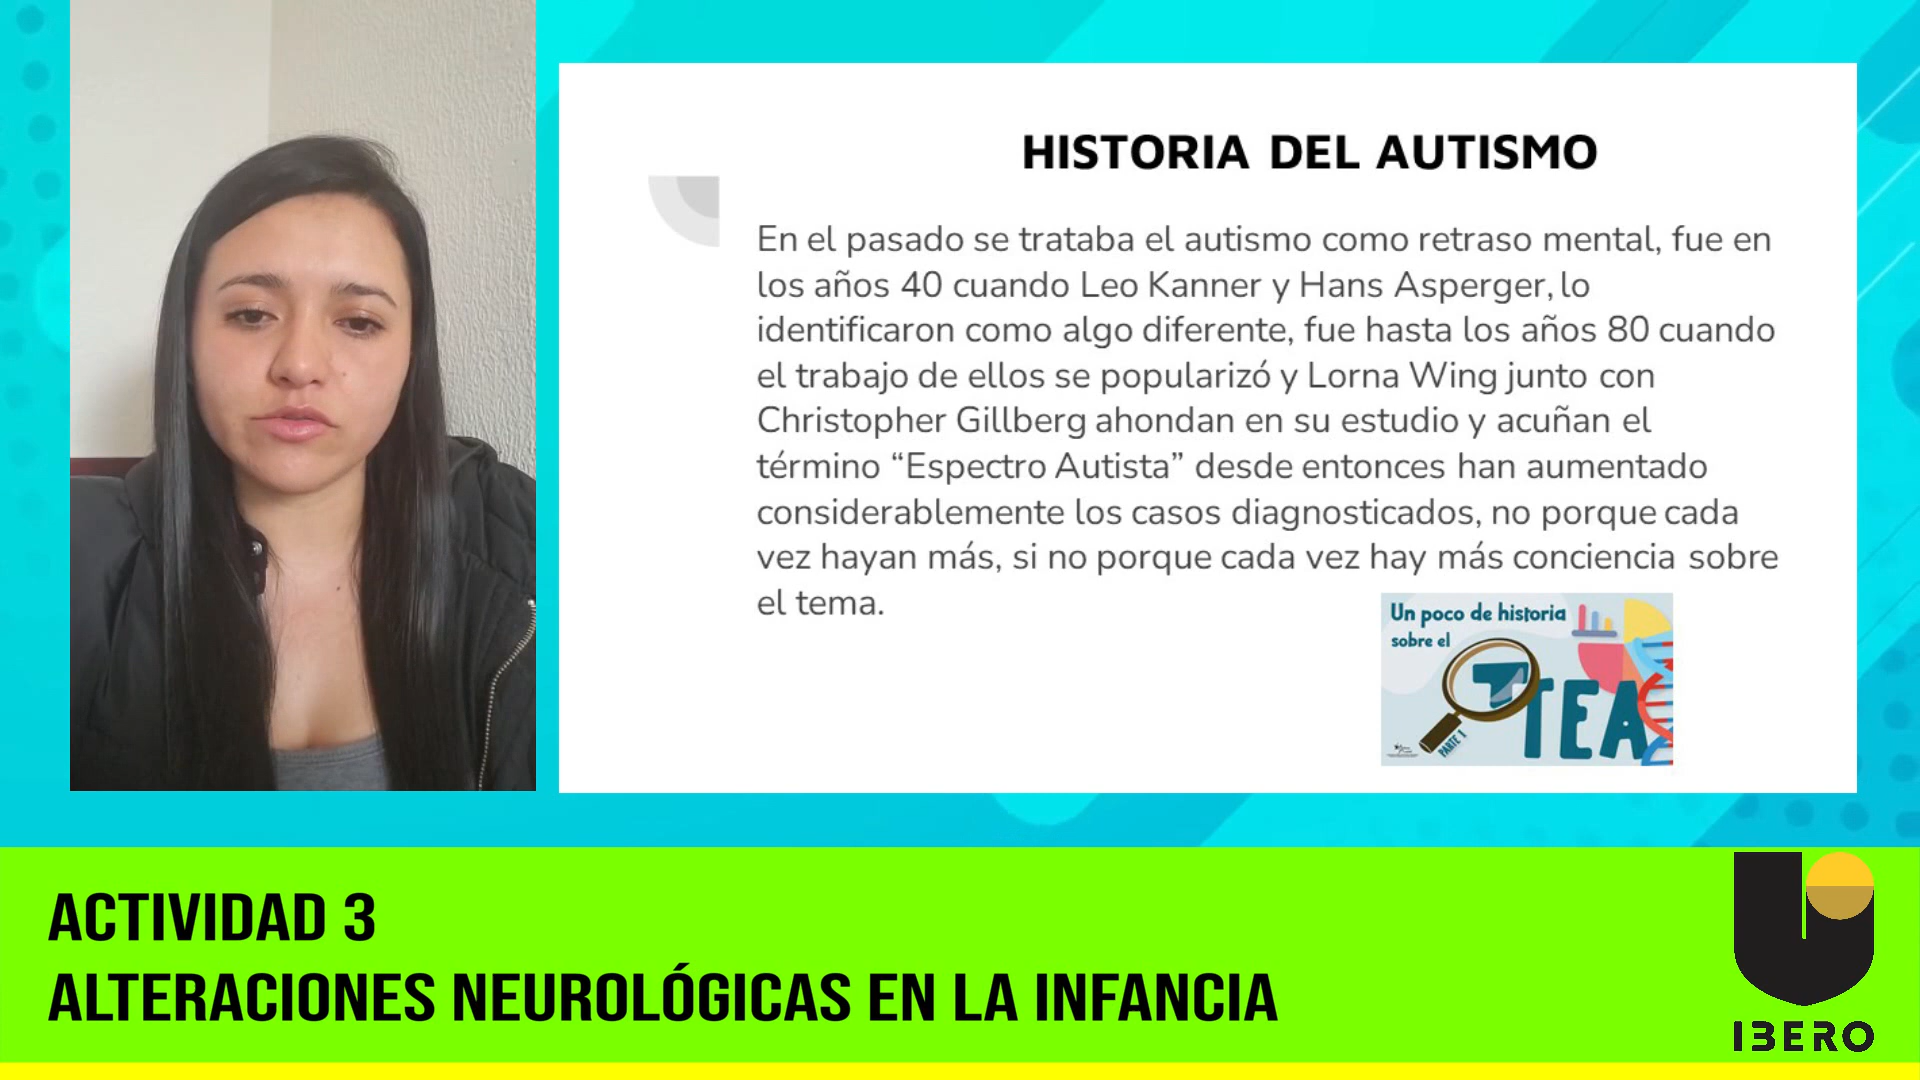 HISTORIA DEL AUTISMO
En el pasado se trataba el autismo como retraso mental, fue en
los años 40 cuando Leo Kanner y Hans Asperger, lo
identificaron como algo diferente, fue hasta los años 80 cuando
el trabajo de ellos se popularizó y Lorna Wing junto con
Christopher Gillberg ahondan en su estudio y acuñan el
término “Espectro Autista” desde entonces han aumentado
considerablemente los casos diagnosticados, no porque cada
vez hayan más, si no porque cada vez hay más conciencia sobre
el tema.
Un poco de historia
sobre el
TEA
PARTE 1
ACTIVIDAD 3
ALTERACIONES NEUROLÓGICAS EN LA INFANCIA
IBERO